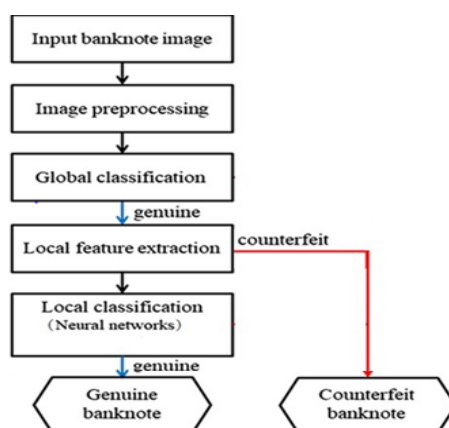 Input banknote image
Image preprocessing
Global classification
genuine
Local feature extraction
counterfeit
Local classification
（Neural networks）
genuine
Genuine
banknote
Counterfeit
banknote